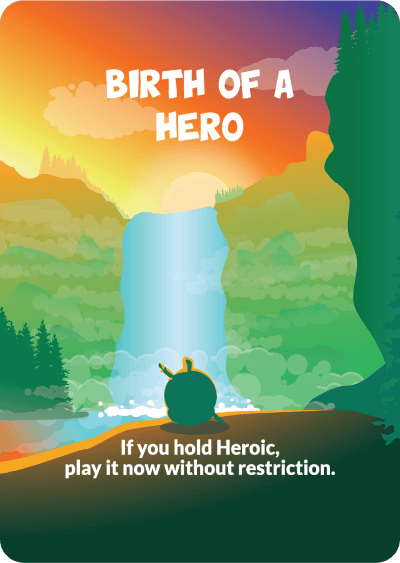 BIRTH OF A
HERO
If you hold Heroic,
play it now without restriction.